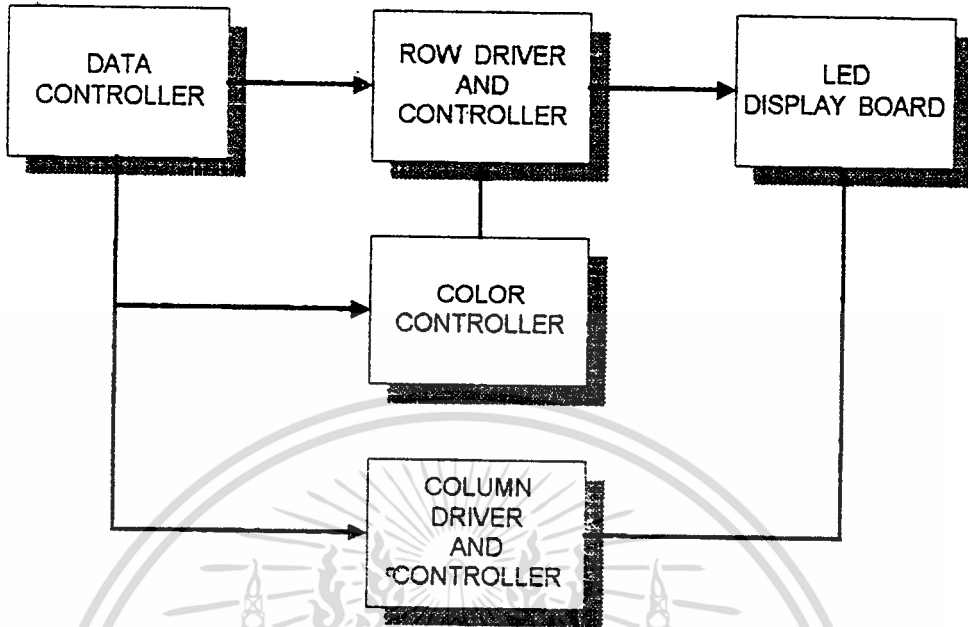 DATA
CONTROLLER
ROW DRIVER
AND
CONTROLLER
LED
DISPLAY BOARD
COLOR
CONTROLLER
COLUMN
DRIVER
AND
CONTROLLER